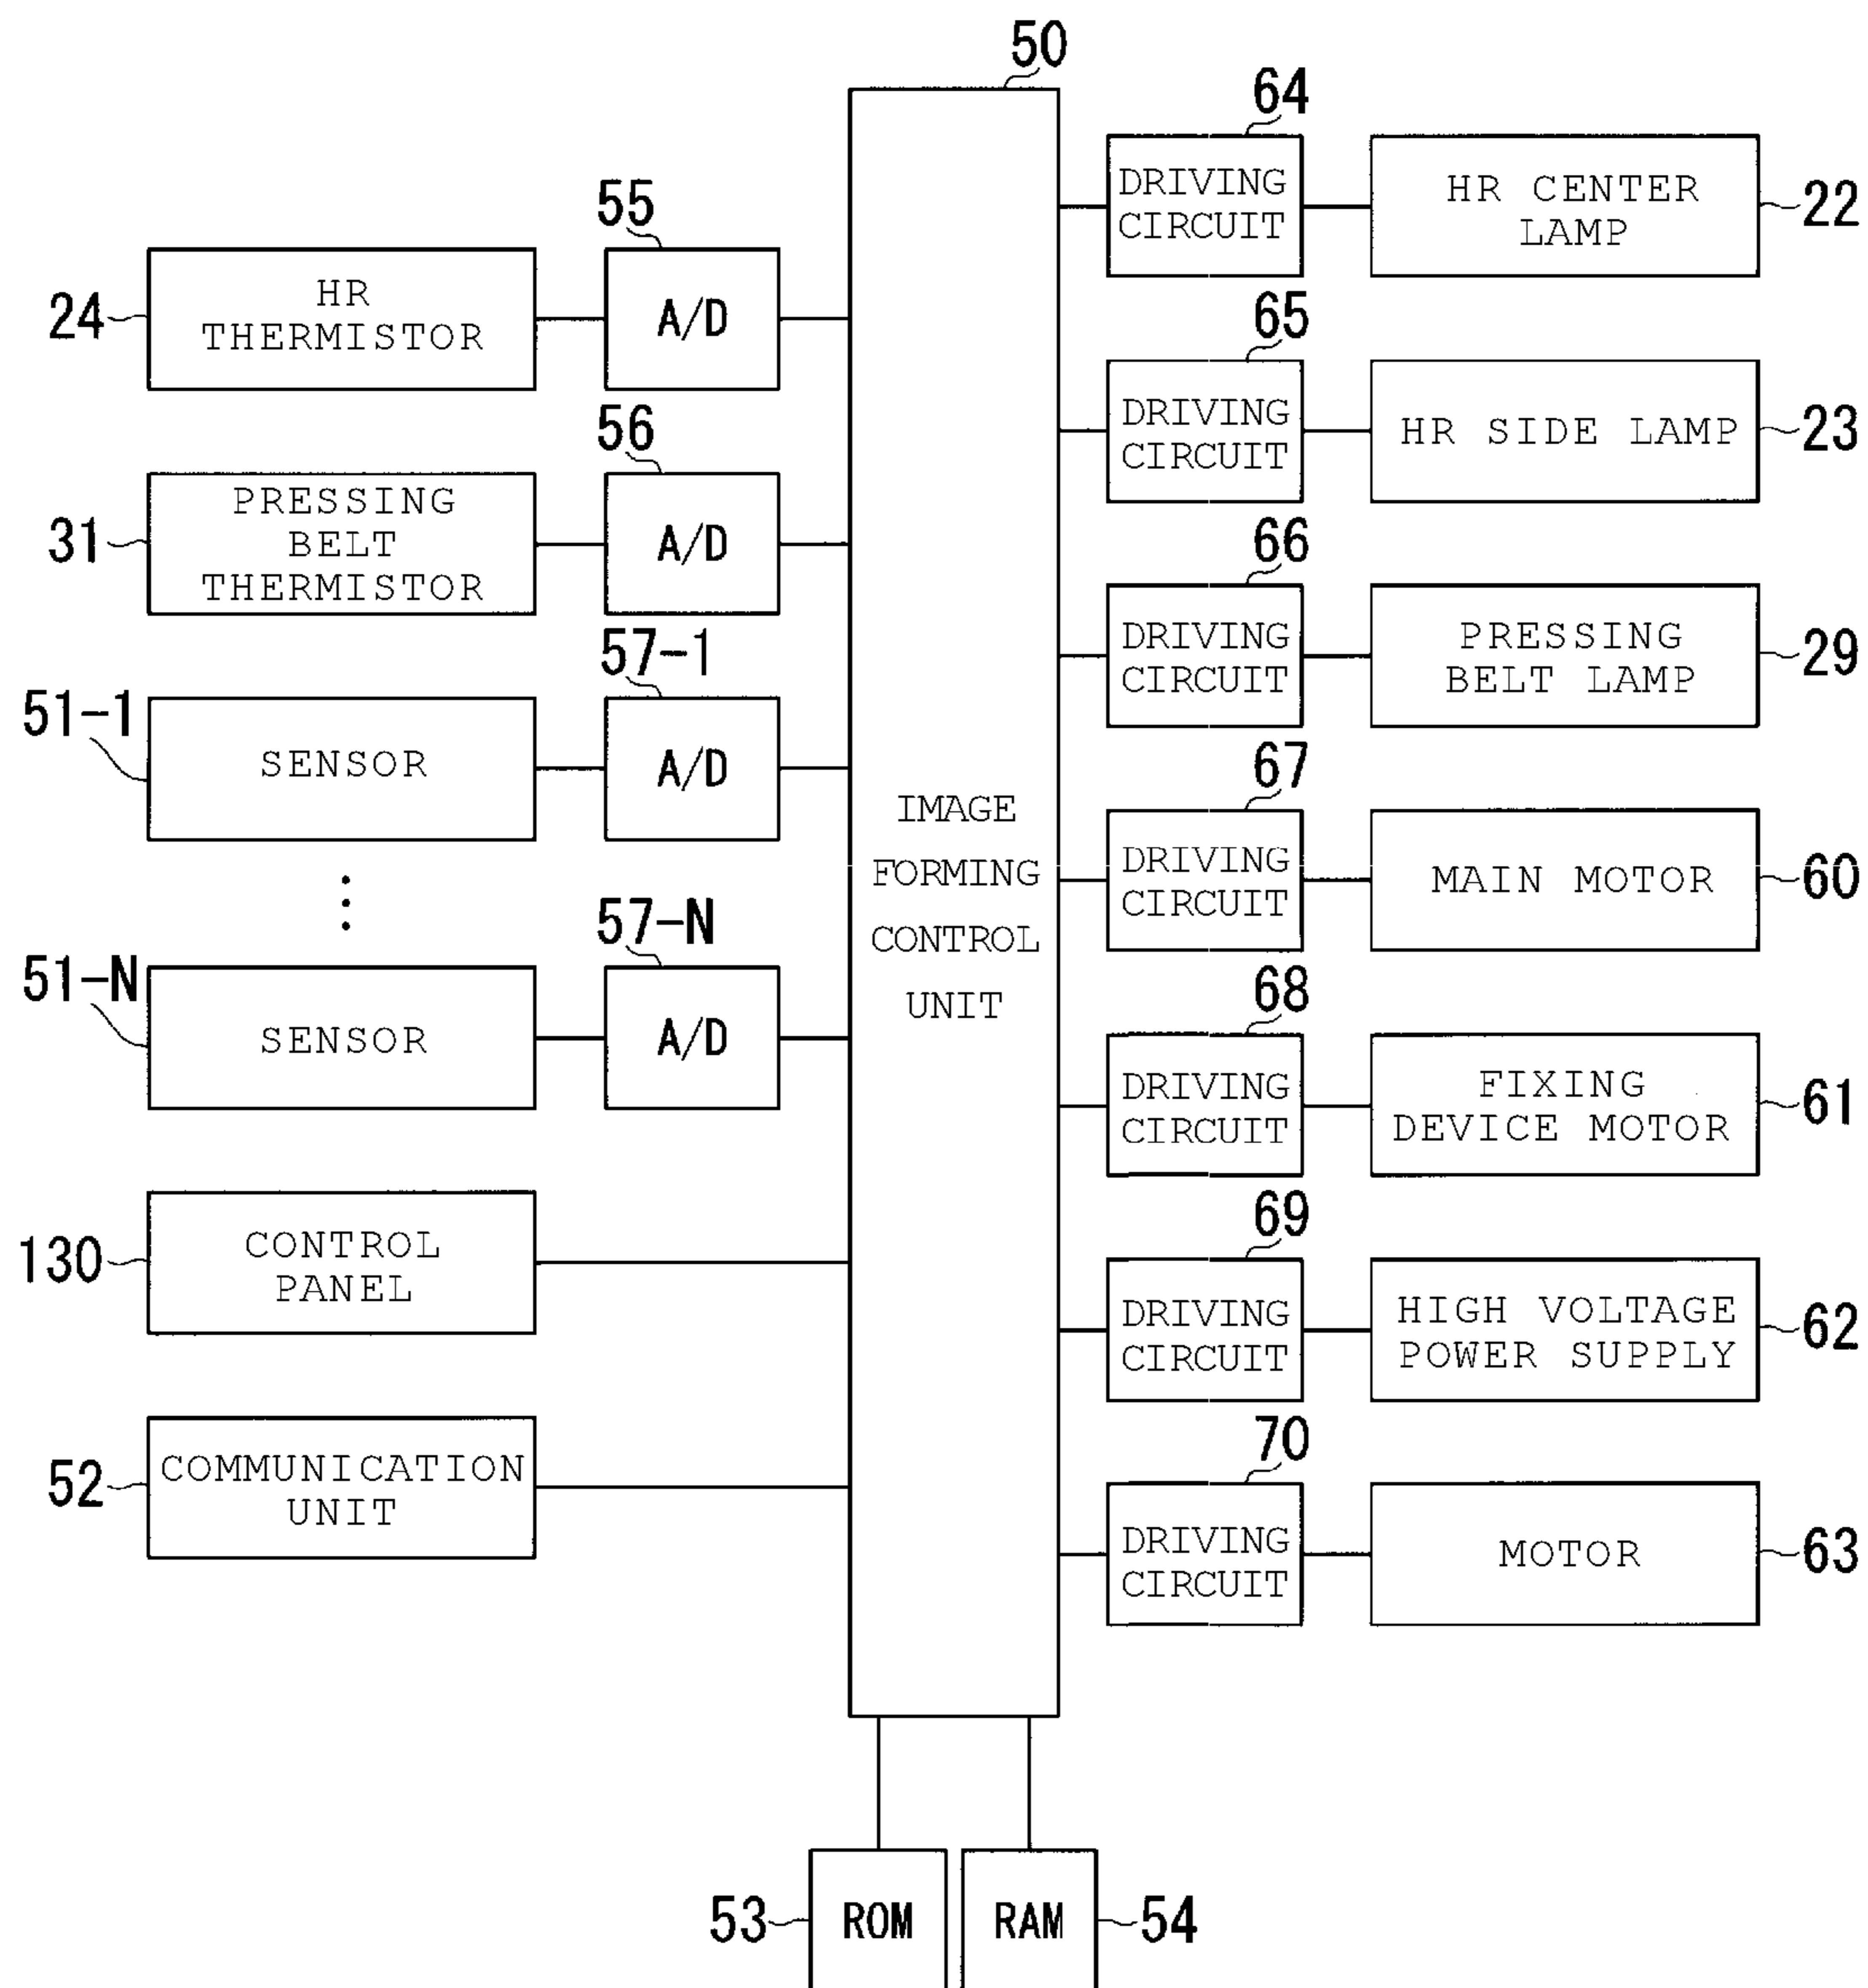 50
64
DRIVING
CIRCUIT
HR CENTER
LAMP
22
55
24
HR
THERMISTOR
A/D
65
DRIVING
CIRCUIT
HR SIDE LAMP
23
56
31
PRESSING
BELT
THERMISTOR
A/D
66
DRIVING
CIRCUIT
PRESSING
BELT LAMP
29
57-1
51-1
SENSOR
A/D
67
DRIVING
CIRCUIT
MAIN MOTOR
60
IMAGE
FORMING
CONTROL
UNIT
57-N
51-N
SENSOR
A/D
68
DRIVING
CIRCUIT
FIXING
DEVICE MOTOR
61
130
CONTROL
PANEL
69
DRIVING
CIRCUIT
HIGH VOLTAGE
POWER SUPPLY
62
52
COMMUNICATION
UNIT
70
DRIVING
CIRCUIT
MOTOR
63
53
ROM
RAM
54